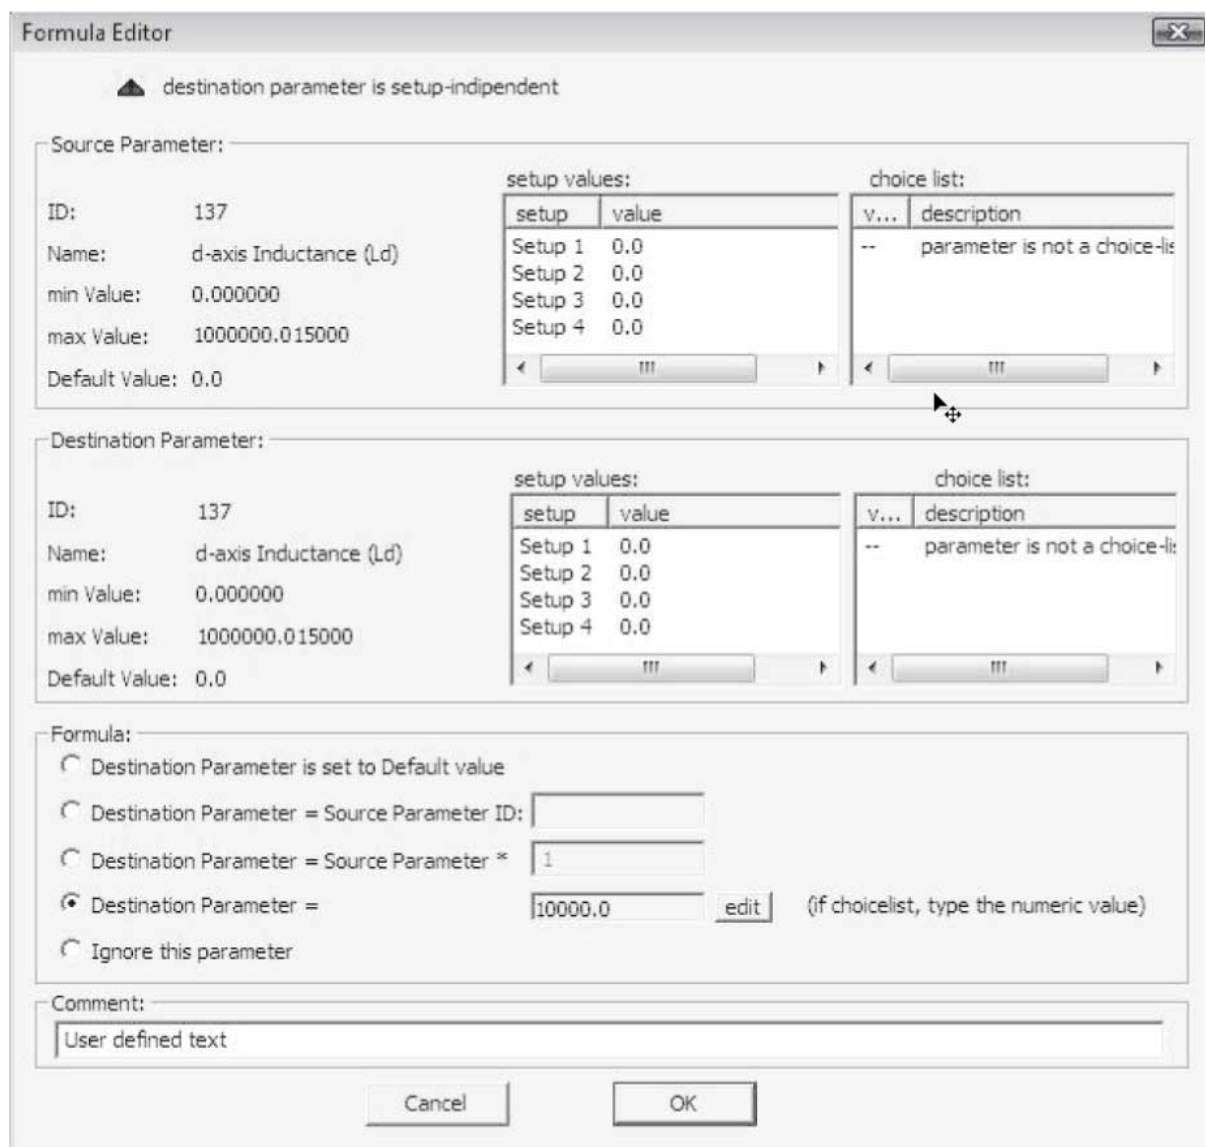 Formula Editor
destination parameter is setup-indipendent
Source Parameter:
setup values:
choice list:
ID: 137
setup value
v... description
Name: d-axis Inductance (Ld)
Setup 1 0.0
-- parameter is not a choice-lis
min Value: 0.000000
Setup 2 0.0
Setup 3 0.0
max Value: 1000000.015000
Setup 4 0.0
Default Value: 0.0
Destination Parameter:
setup values:
choice list:
ID: 137
setup value
v... description
Name: d-axis Inductance (Ld)
Setup 1 0.0
-- parameter is not a choice-lis
Setup 2 0.0
min Value: 0.000000
Setup 3 0.0
max Value: 1000000.015000
Setup 4 0.0
Default Value: 0.0
Formula:
Destination Parameter is set to Default value
Destination Parameter = Source Parameter ID:
Destination Parameter = Source Parameter * 1
Destination Parameter = 10000.0 edit (if choicelist, type the numeric value)
Ignore this parameter
Comment:
User defined text
Cancel OK